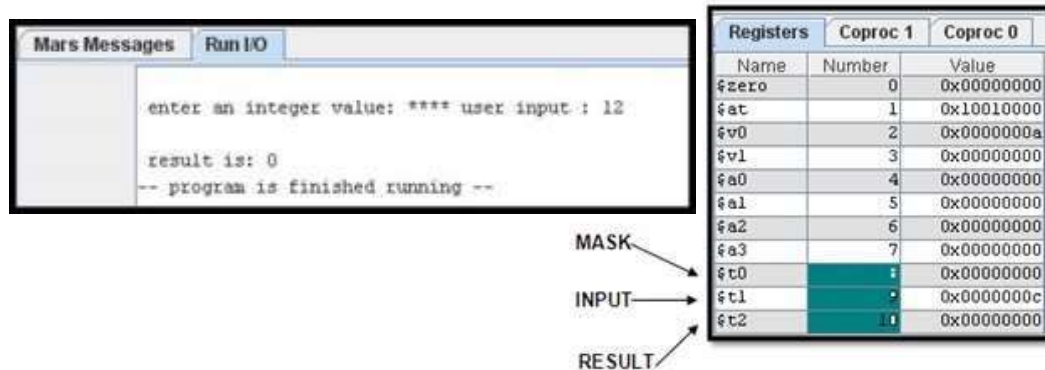 Mars Messages Run I/O
enter an integer value: **** user input : 12
result is: 0
-- program is finished running --
Registers Coproc 1 Coproc 0
Name Number Value
$zero 0 0x00000000
$at 1 0x10010000
$v0 2 0x0000000a
$v1 3 0x00000000
$a0 4 0x00000000
$a1 5 0x00000000
$a2 6 0x00000000
$a3 7 0x00000000
$t0 8 0x00000000
$t1 9 0x0000000c
$t2 10 0x00000000
MASK
INPUT
RESULT